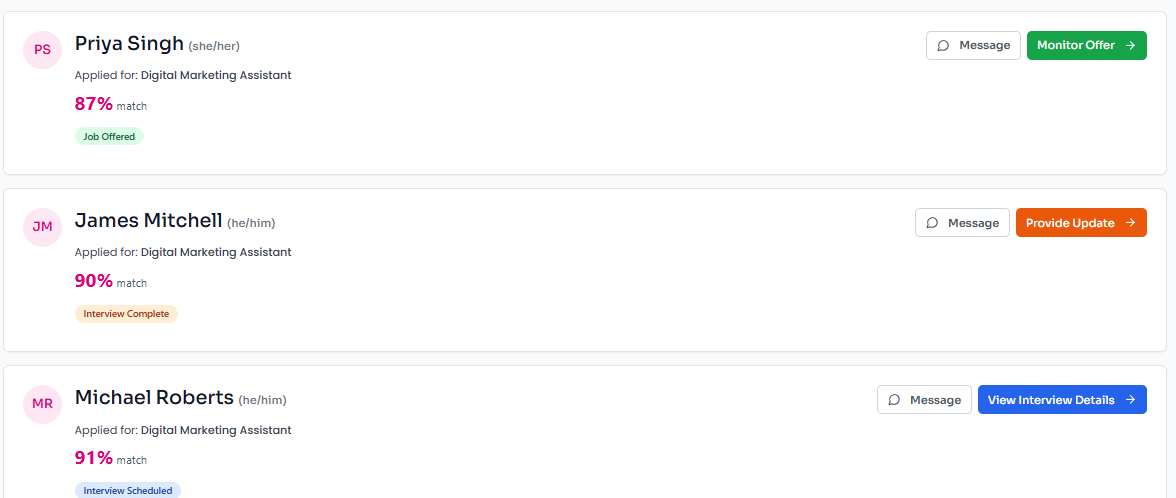 PS
Priya Singh (she/her)
Message
Monitor Offer
Applied for: Digital Marketing Assistant
87% match
Job Offered
JM
James Mitchell (he/him)
Message
Provide Update
Applied for: Digital Marketing Assistant
90% match
Interview Complete
MR
Michael Roberts (he/him)
Message
View Interview Details
Applied for: Digital Marketing Assistant
91% match
Interview Scheduled